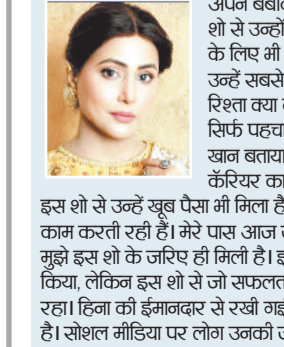 अपन बबाव
शो से उन्हों
के लिए भी
उन्हें सबसे
रिश्ता क्या व
सिर्फ पहच
खान बताया
कॅरियर का
इस शो से उन्हें खूब पैसा भी मिला है
काम करती रही हैं। मेरे पास आज ज
मुझे इस शो के जरिए ही मिली है। इ
किया, लेकिन इस शो से जो सफलत
रहा। हिना की ईमानदार से रखी गई
है। सोशल मीडिया पर लोग उनकी ज